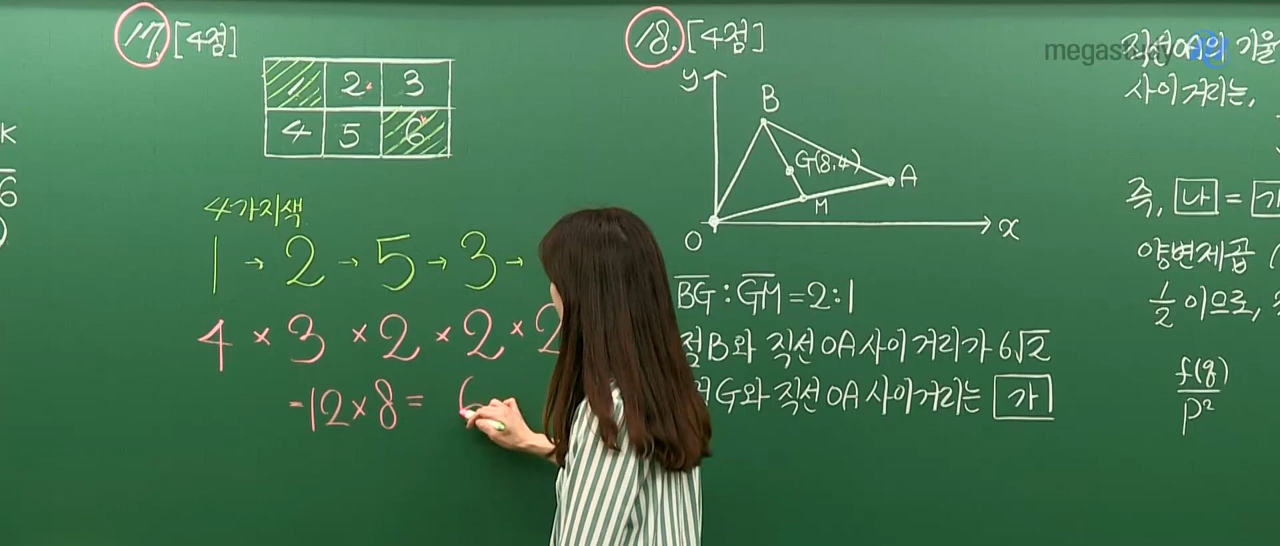 K
6
17. [4점]
1 2 3
4 5 6
4가지색
1 → 2 → 5 → 3 →
4 × 3 × 2 × 2 × 2
-12 × 8 = 6
18. [4점]
y
B
G(8,4)
A
M
O
x
BG : GM = 2:1
점B와 직선 OA 사이 거리가 6√2
G와 직선 OA 사이거리는 가
megastudy
직선OA의 기울
사이거리는,
즉, 나 = 가
양변제곱 (
1/2 이므로,
f(g)
p²